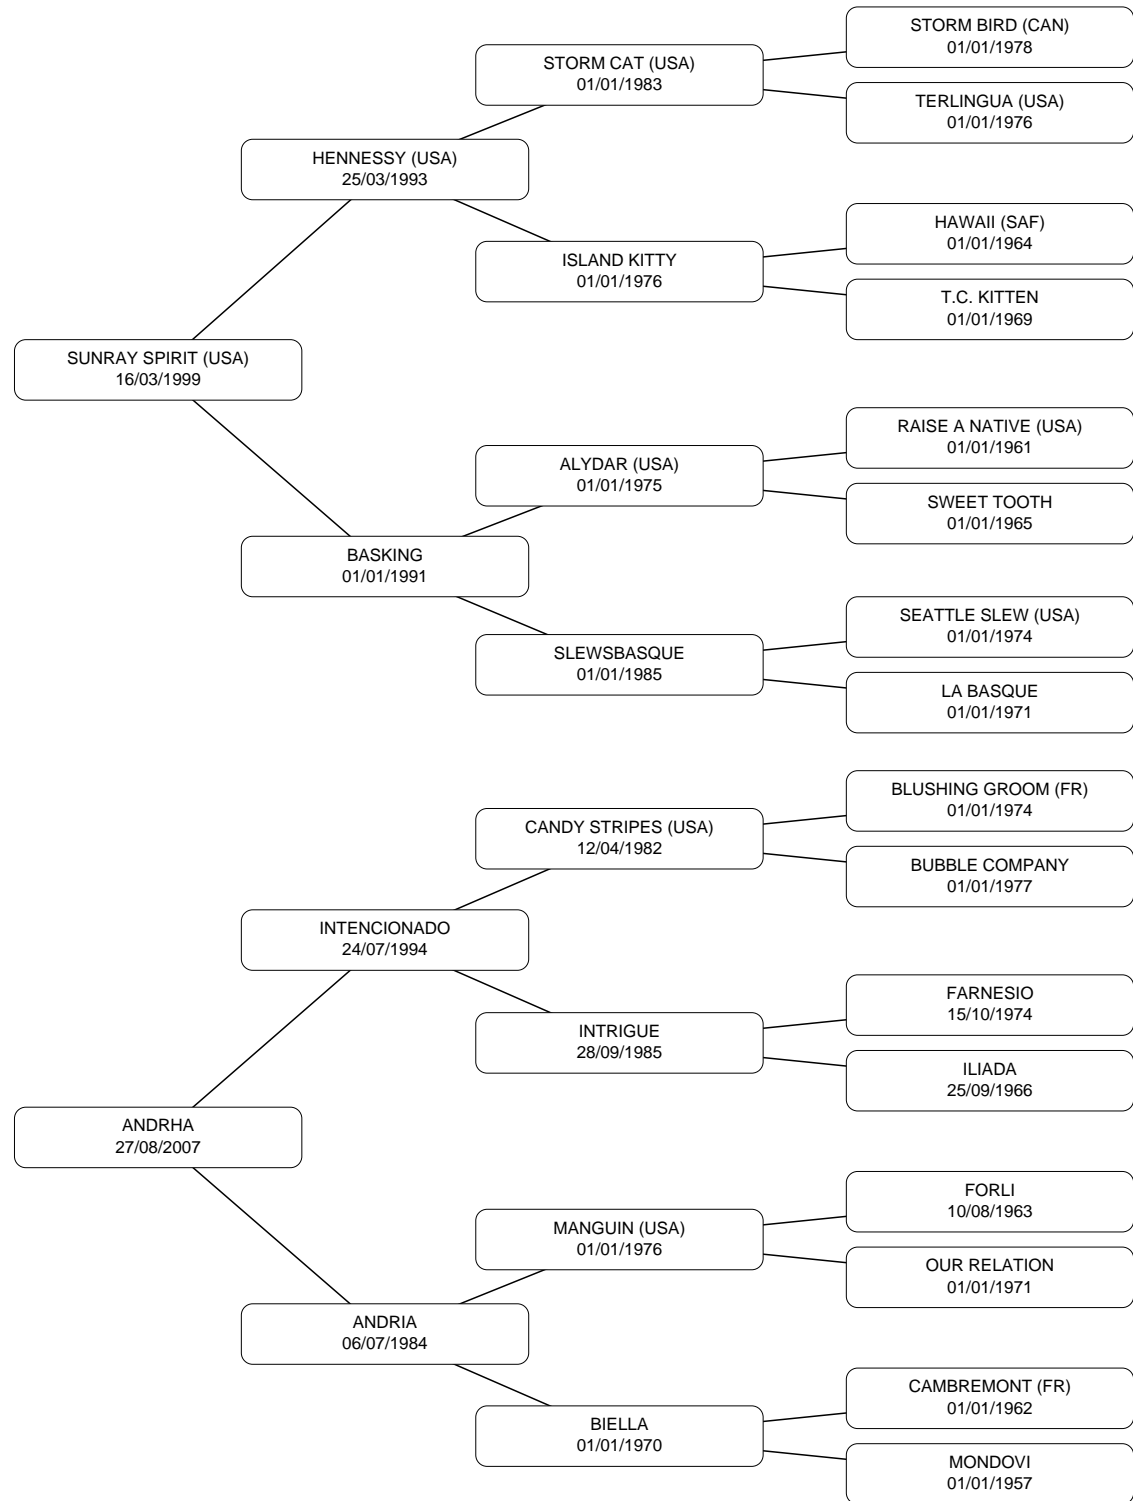 STORM BIRD (CAN)
01/01/1978
STORM CAT (USA)
01/01/1983
TERLINGUA (USA)
01/01/1976
HENNESSY (USA)
25/03/1993
HAWAII (SAF)
01/01/1964
ISLAND KITTY
01/01/1976
T.C. KITTEN
01/01/1969
SUNRAY SPIRIT (USA)
16/03/1999
RAISE A NATIVE (USA)
01/01/1961
ALYDAR (USA)
01/01/1975
SWEET TOOTH
01/01/1965
BASKING
01/01/1991
SEATTLE SLEW (USA)
01/01/1974
SLEWSBASQUE
01/01/1985
LA BASQUE
01/01/1971
BLUSHING GROOM (FR)
01/01/1974
CANDY STRIPES (USA)
12/04/1982
BUBBLE COMPANY
01/01/1977
INTENCIONADO
24/07/1994
FARNESIO
15/10/1974
INTRIGUE
28/09/1985
ILIADA
25/09/1966
ANDRHA
27/08/2007
FORLI
10/08/1963
MANGUIN (USA)
01/01/1976
OUR RELATION
01/01/1971
ANDRIA
06/07/1984
CAMBREMONT (FR)
01/01/1962
BIELLA
01/01/1970
MONDOVI
01/01/1957